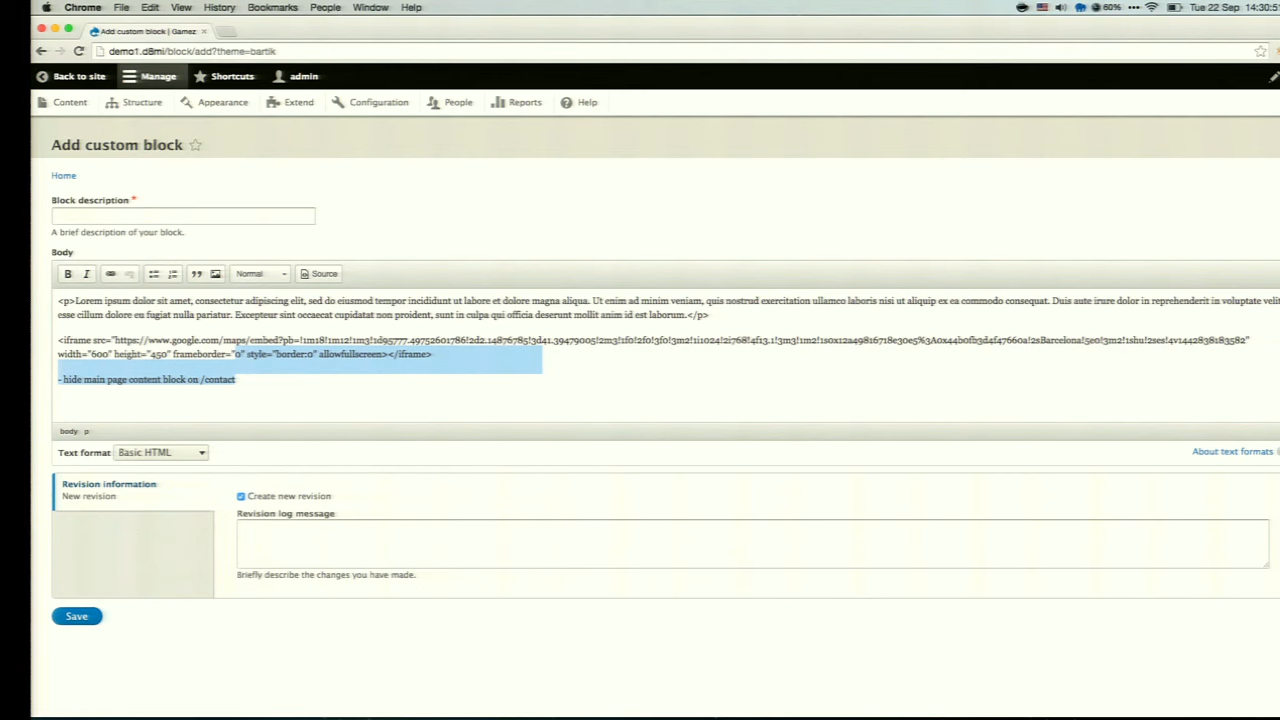 Chrome File Edit View History Bookmarks People Window Help 60% Tue 22 Sep 14:30:5
Add custom block | Gamez
demo1.d8mi/block/add?theme=bartik
Back to site Manage Shortcuts admin
Content Structure Appearance Extend Configuration People Reports Help
Add custom block
Home
Block description *
A brief description of your block.
Body
B I Normal Source
<p>Lorem ipsum dolor sit amet, consectetur adipiscing elit, sed do eiusmod tempor incididunt ut labore et dolore magna aliqua. Ut enim ad minim veniam, quis nostrud exercitation ullamco laboris nisi ut aliquip ex ea commodo consequat. Duis aute irure dolor in reprehenderit in voluptate veli
esse cillum dolore eu fugiat nulla pariatur. Excepteur sint occaecat cupidatat non proident, sunt in culpa qui officia deserunt mollit anim id est laborum.</p>
<iframe src="https://www.google.com/maps/embed?pb=!1m18!1m12!1m3!1d95777.49752601786!2d2.14876785!3d41.39479005!2m3!1f0!2f0!3f0!3m2!1i1024!2i768!4f13.1!3m3!1m2!1s0x12a49816718e30e5%3A0x44b0fb3d4f47660a!2sBarcelona!5e0!3m2!1shu!2ses!4v1442838183582"
width="600" height="450" frameborder="0" style="border:0" allowfullscreen></iframe>
- hide main page content block on /contact
body p
Text format Basic HTML
About text formats
Revision information
New revision
Create new revision
Revision log message
Briefly describe the changes you have made.
Save